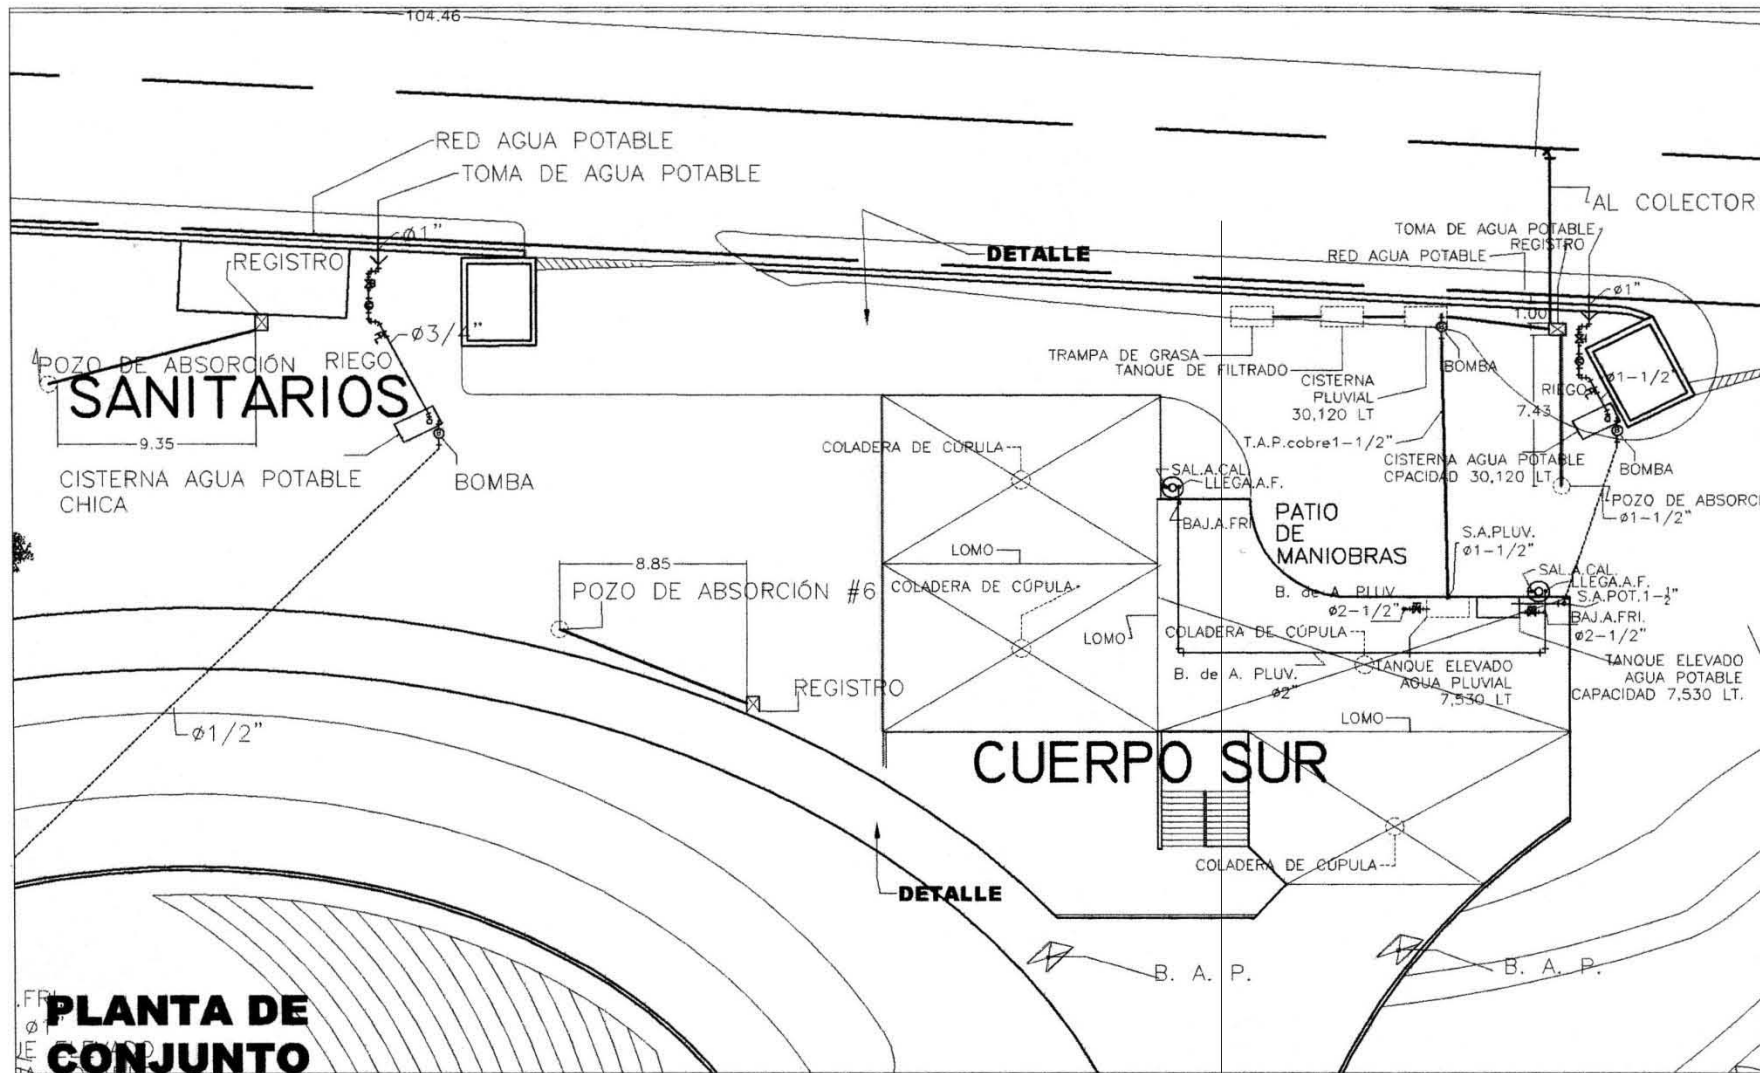 104.46
RED AGUA POTABLE
TOMA DE AGUA POTABLE
AL COLECTOR
TOMA DE AGUA POTABLE
REGISTRO
RED AGUA POTABLE
ø1"
REGISTRO
DETALLE
ø1"
1.00
ø3/4"
POZO DE ABSORCIÓN
RIEGO
SANITARIOS
9.35
CISTERNA AGUA POTABLE
CHICA
BOMBA
TRAMPA DE GRASA
TANQUE DE FILTRADO
CISTERNA
PLUVIAL
30,120 LT
BOMBA
RIEGO
ø1-1/2"
7.43
T.A.P.cobre1-1/2"
CISTERNA AGUA POTABLE
CPACIDAD 30,120 LT
BOMBA
POZO DE ABSORCI
ø1-1/2"
COLADERA DE CÚPULA
SAL.A.CAL.
LLEGA.A.F.
BAJ.A.FRI
PATIO
DE
MANIOBRAS
S.A.PLUV.
ø1-1/2"
LOMO
8.85
POZO DE ABSORCIÓN #6
COLADERA DE CÚPULA
SAL.A.CAL.
LLEGA.A.F.
S.A.POT.1-½"
B. de A. PLUV
ø2-1/2"
BAJ.A.FRI.
ø2-1/2"
LOMO
COLADERA DE CÚPULA
B. de A. PLUV.
ø2"
TANQUE ELEVADO
AGUA PLUVIAL
7,530 LT
TANQUE ELEVADO
AGUA POTABLE
CAPACIDAD 7,530 LT.
REGISTRO
LOMO
ø1/2"
CUERPO SUR
COLADERA DE CÚPULA
DETALLE
B. A. P.
B. A. P.
.FRI
PLANTA DE
ø1"
ELEVADO
CONJUNTO